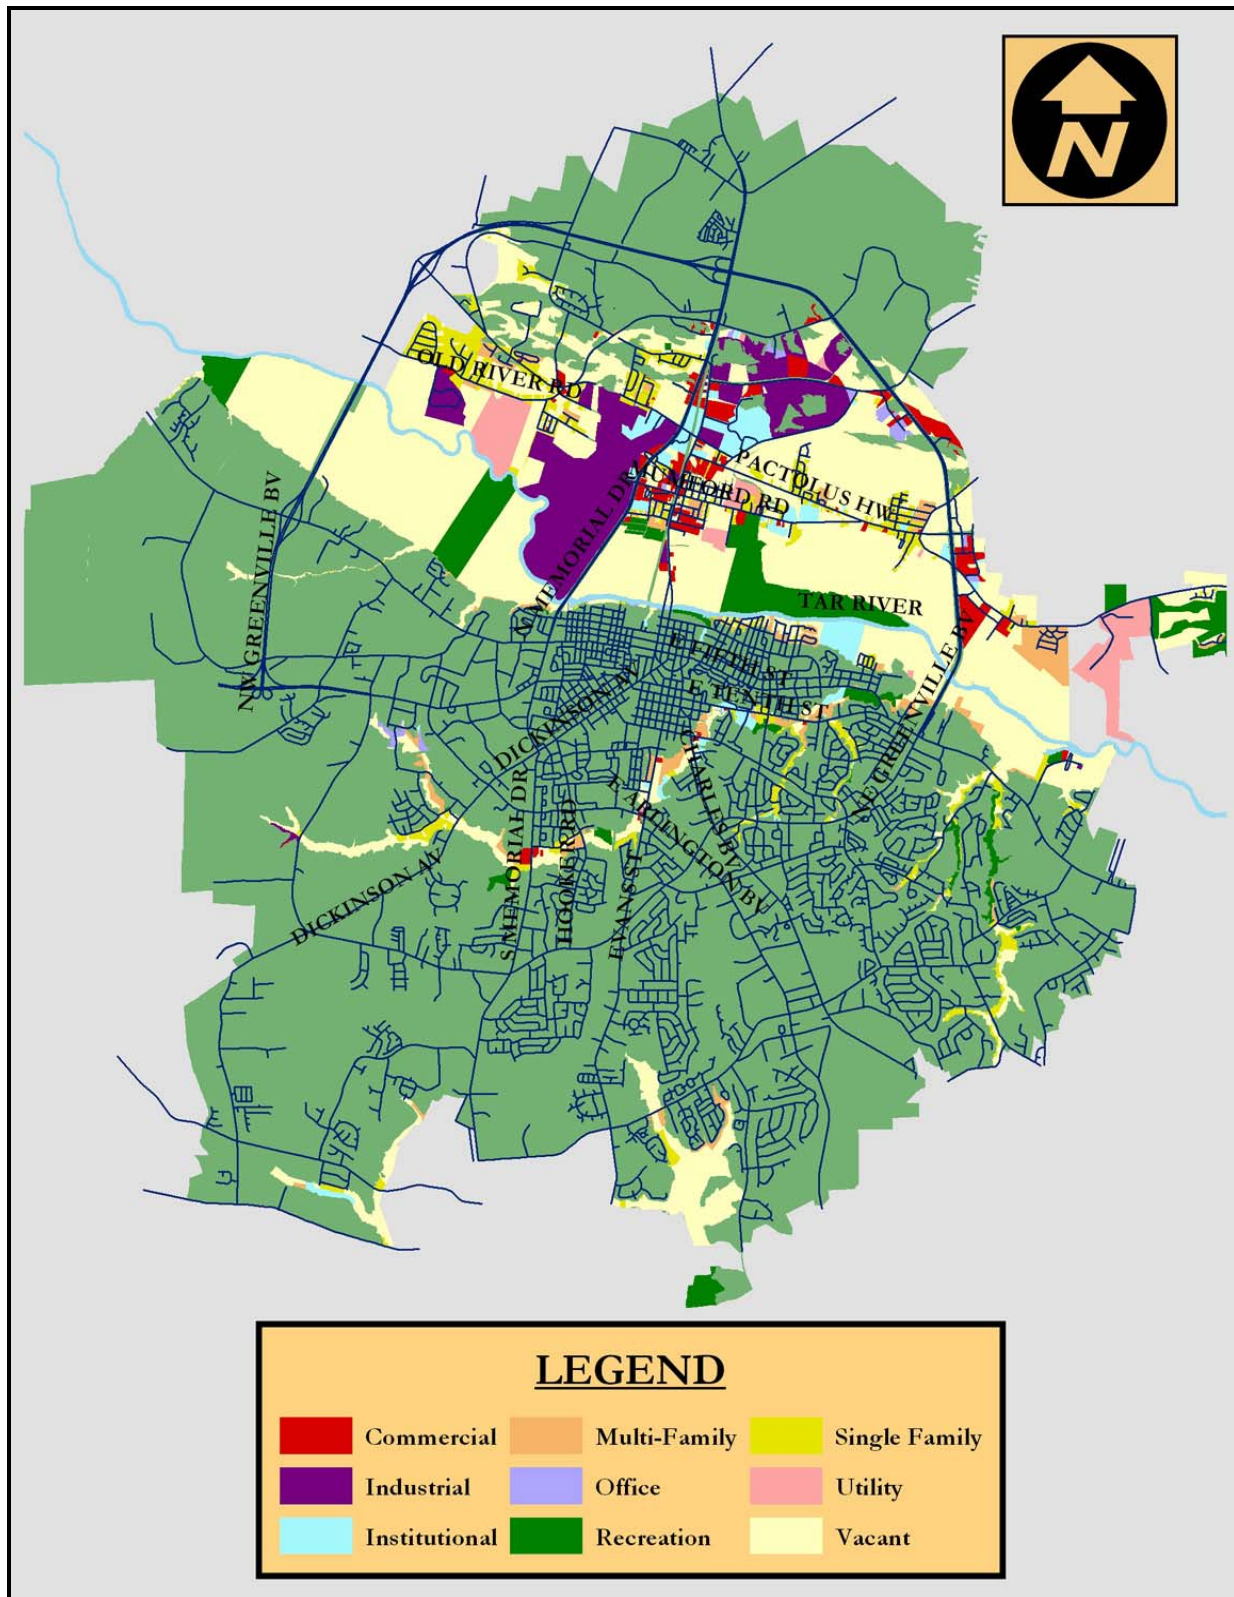 N
OLD RIVER RD
PACTOLUS HW
MUMFORD RD
NW GREENVILLE BV
N MEMORIAL DR
TAR RIVER
E FIFTH ST
E TENTH ST
DICKINSON AV
CHARLES BV
NE GREENVILLE BV
E ARLINGTON BV
S MEMORIAL DR
HOOKER RD
EVANS ST
DICKINSON AV
LEGEND
Commercial Multi-Family Single Family
Industrial Office Utility
Institutional Recreation Vacant